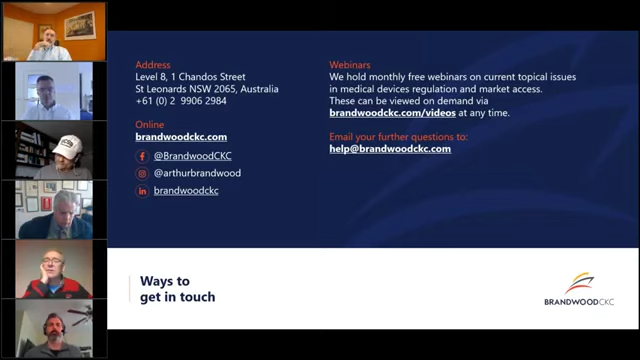 Address
Level 8, 1 Chandos Street
St Leonards NSW 2065, Australia
+61 (0) 2 9906 2984
Online
brandwoodckc.com
@BrandwoodCKC
@arthurbrandwood
brandwoodckc
Webinars
We hold monthly free webinars on current topical issues
in medical devices regulation and market access.
These can be viewed on demand via
brandwoodckc.com/videos at any time.
Email your further questions to:
help@brandwoodckc.com
Ways to
get in touch
BRANDWOODCKC